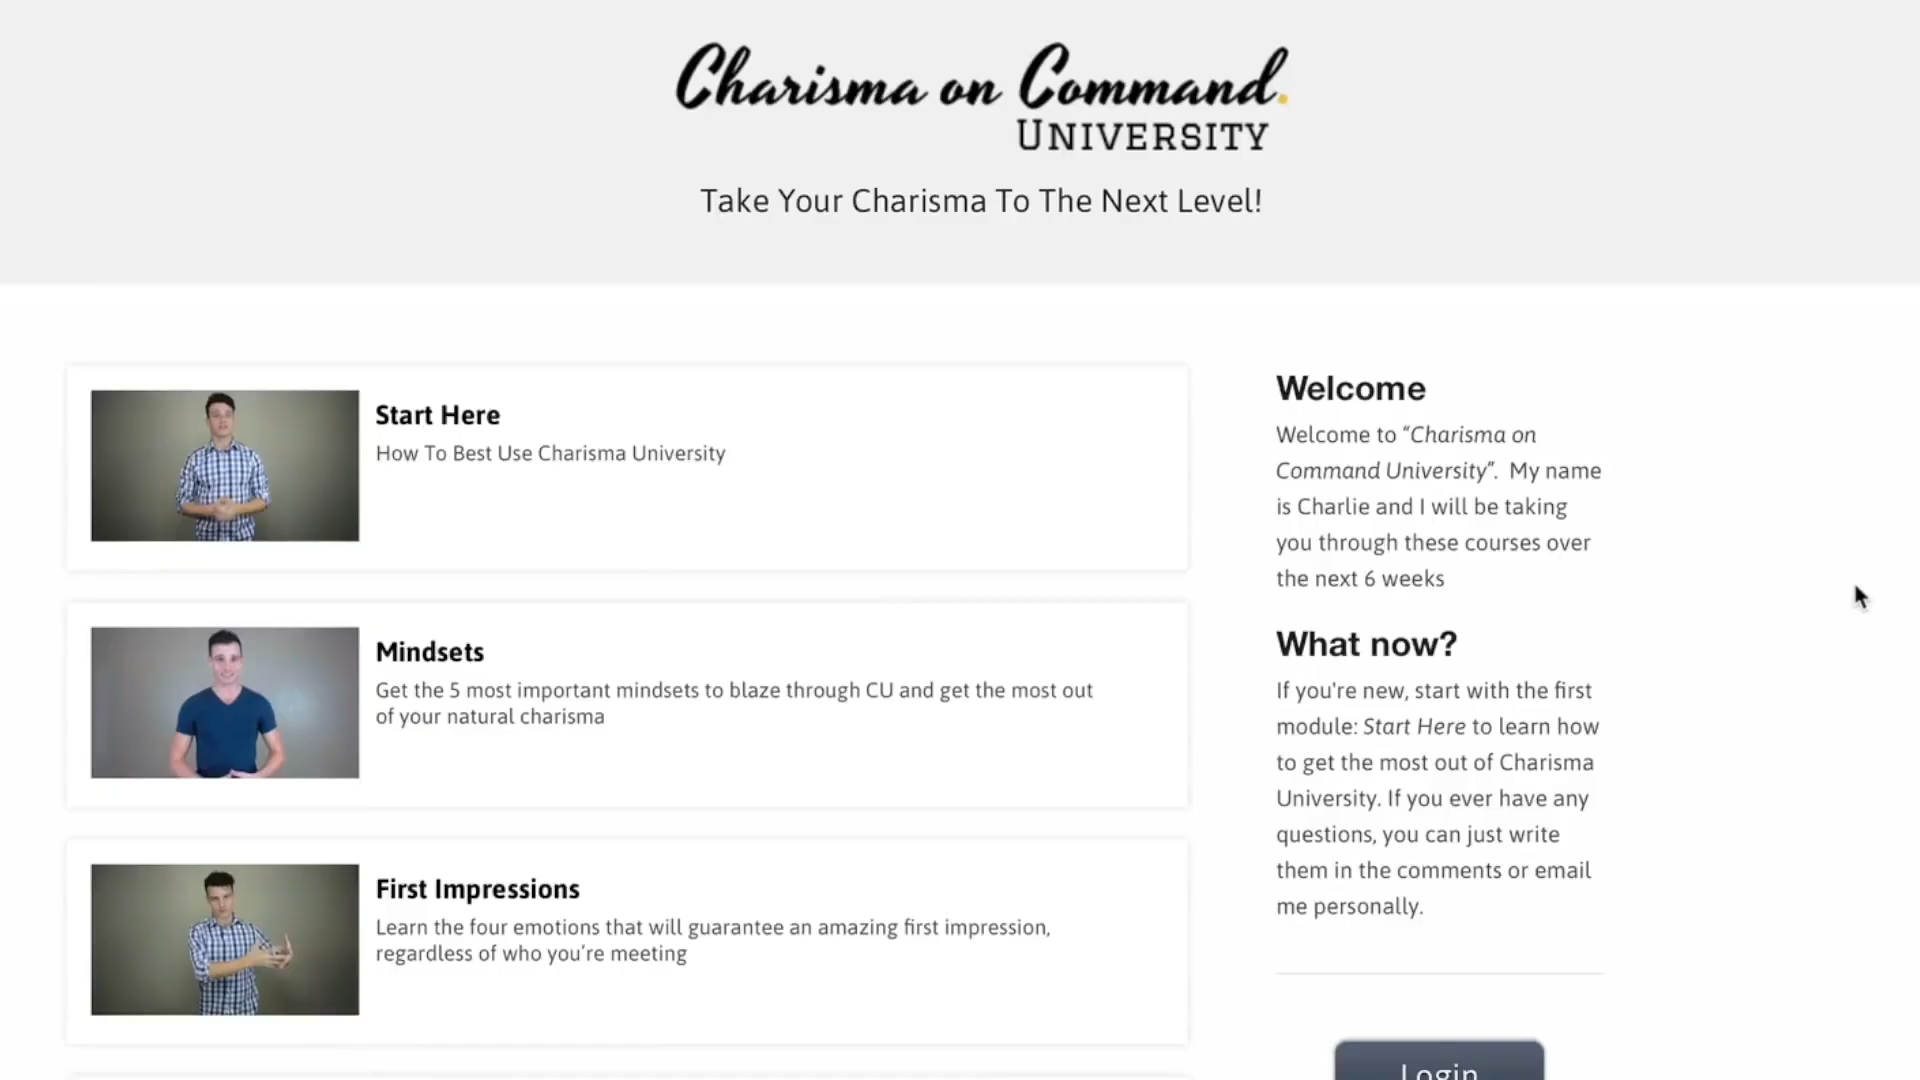 Charisma on Command.
UNIVERSITY
Take Your Charisma To The Next Level!
Start Here
How To Best Use Charisma University
Mindsets
Get the 5 most important mindsets to blaze through CU and get the most out
of your natural charisma
First Impressions
Learn the four emotions that will guarantee an amazing first impression,
regardless of who you’re meeting
Welcome
Welcome to “Charisma on
Command University”.  My name
is Charlie and I will be taking
you through these courses over
the next 6 weeks
What now?
If you're new, start with the first
module: Start Here to learn how
to get the most out of Charisma
University. If you ever have any
questions, you can just write
them in the comments or email
me personally.
Login